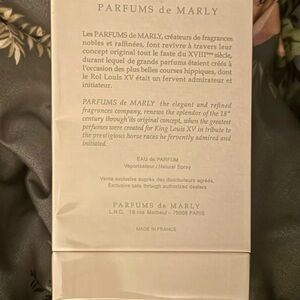 PARFUMS de MARLY
Les PARFUMS de MARLY, créateurs de fragrances
nobles et raffinées, font revivre à travers leur
concept original tout le faste du XVIIIème siècle,
durant lequel de grands parfums étaient créés à
l'occasion des plus belles courses hippiques, dont
le Roi Louis XV était un fervent admirateur et
initiateur.
PARFUMS de MARLY the elegant and refined
fragrances company, renews the splendor of the 18th
century through its original concept, when the greatest
perfumes were created for King Louis XV in tribute to
the prestigious horse races he fervently admired and
initiated.
EAU de PARFUM
Vaporisateur / Natural Spray
Vente exclusive auprès des distributeurs agréés.
Exclusive sale through authorized dealers
PARFUMS de MARLY
75008 PARIS
MADE IN FRANCE